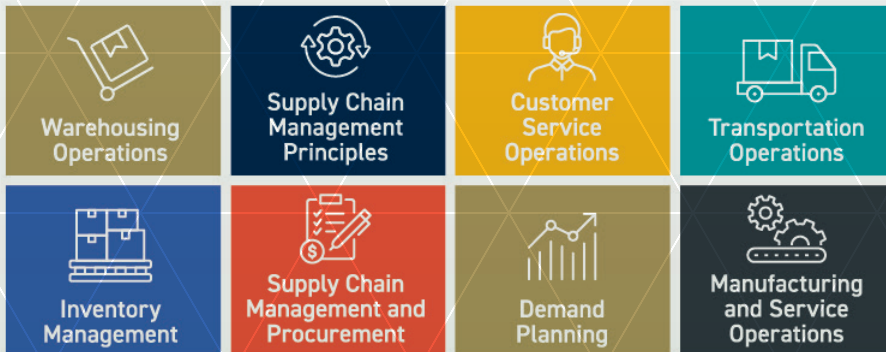 Warehousing
Operations
Supply Chain
Management
Principles
Customer
Service
Operations
Transportation
Operations
Inventory
Management
$
Supply Chain
Management and
Procurement
Demand
Planning
Manufacturing
and Service
Operations